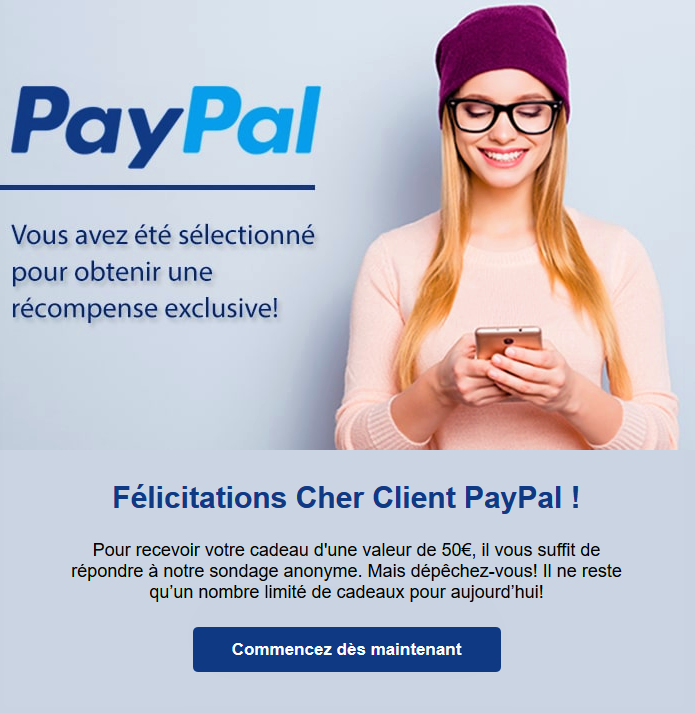 PayPal
Vous avez été sélectionné
pour obtenir une
récompense exclusive!
Félicitations Cher Client PayPal !
Pour recevoir votre cadeau d'une valeur de 50€, il vous suffit de
répondre à notre sondage anonyme. Mais dépêchez-vous! Il ne reste
qu’un nombre limité de cadeaux pour aujourd’hui!
Commencez dès maintenant